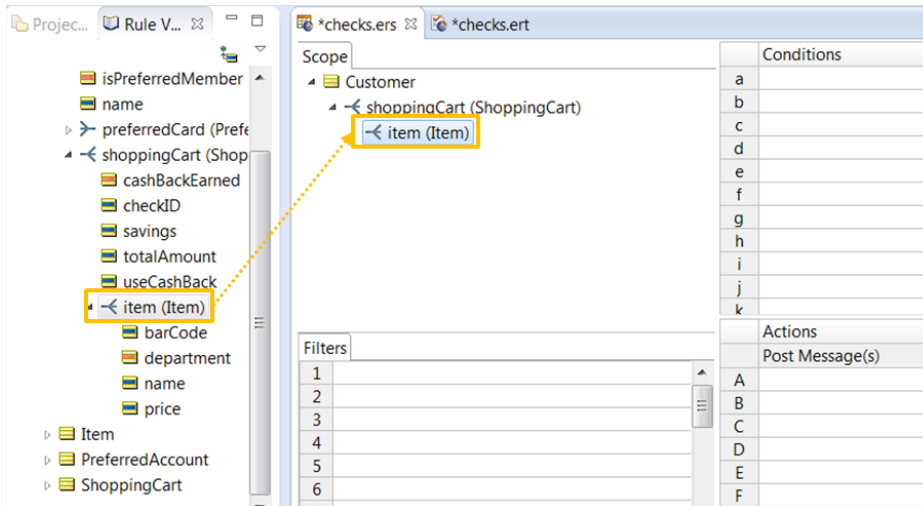 Projec...
Rule V...
isPreferredMember
name
preferredCard (Prefe
shoppingCart (Shop
cashBackEarned
checkID
savings
totalAmount
useCashBack
item (Item)
barCode
department
name
price
Item
PreferredAccount
ShoppingCart
*checks.ers
*checks.ert
Scope
Customer
shoppingCart (ShoppingCart)
item (Item)
Filters
1
2
3
4
5
6
Conditions
a
b
c
d
e
f
g
h
i
j
k
Actions
Post Message(s)
A
B
C
D
E
F